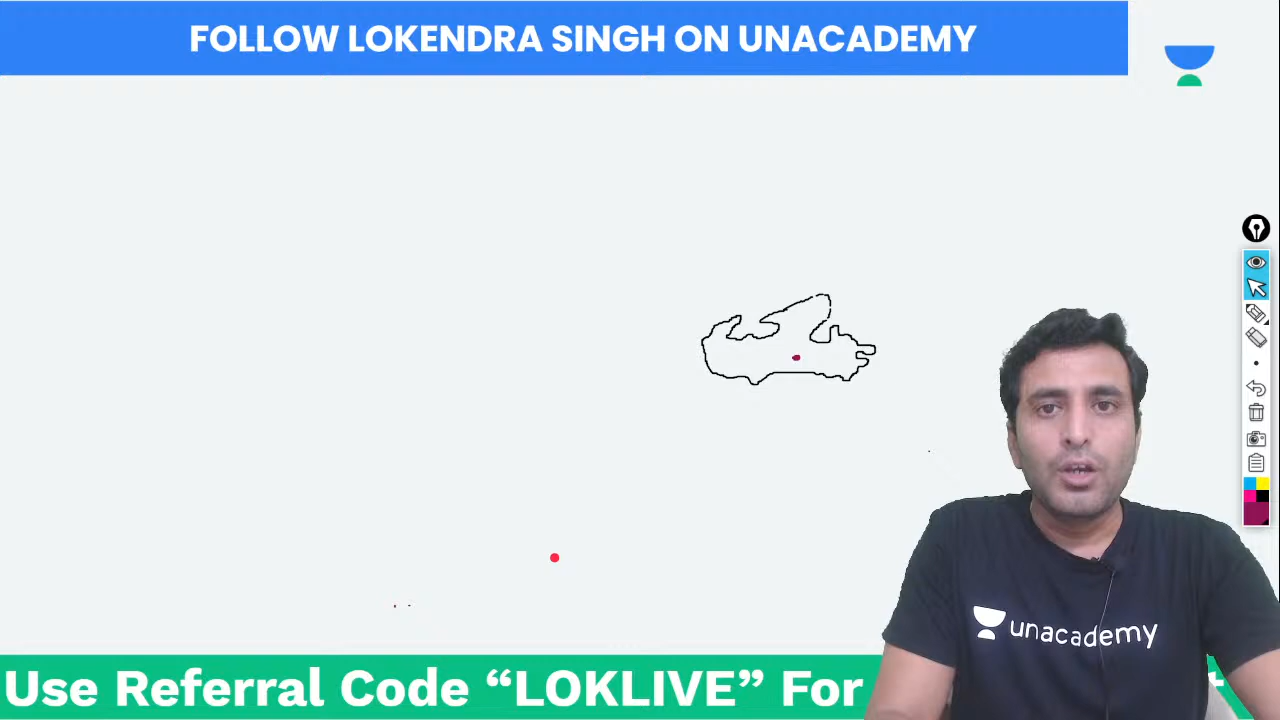 FOLLOW LOKENDRA SINGH ON UNACADEMY
unacademy
Use Referral Code “LOKLIVE” For